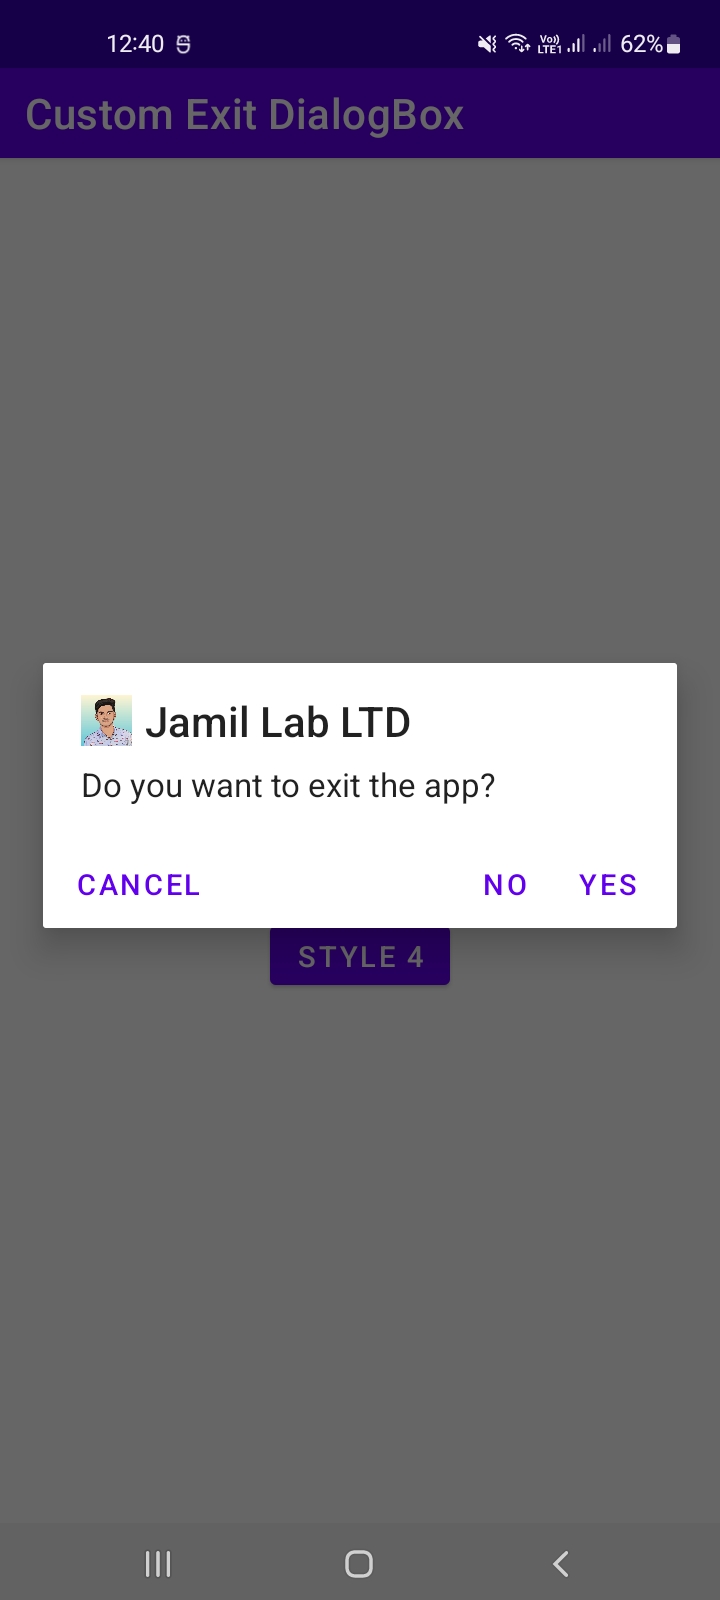 12:40 Vo)) LTE1 62%
Custom Exit DialogBox
Jamil Lab LTD
Do you want to exit the app?
CANCEL NO YES
STYLE 4